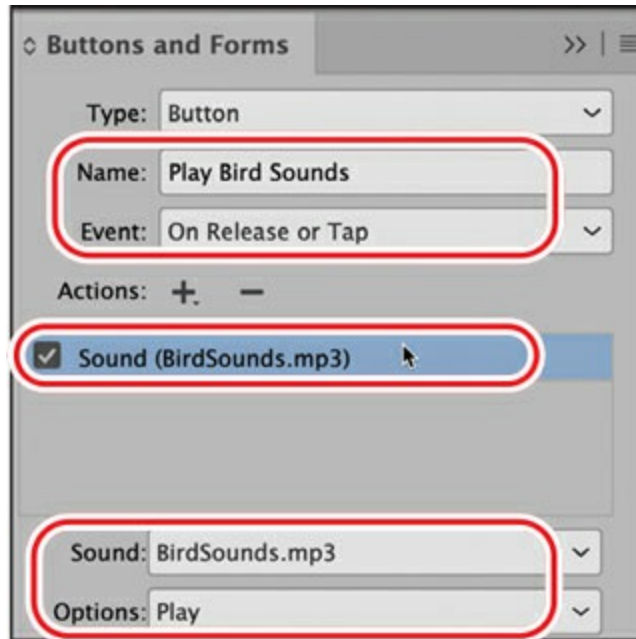 Buttons and Forms
Type: Button
Name: Play Bird Sounds
Event: On Release or Tap
Actions:
Sound (BirdSounds.mp3)
Sound: BirdSounds.mp3
Options: Play